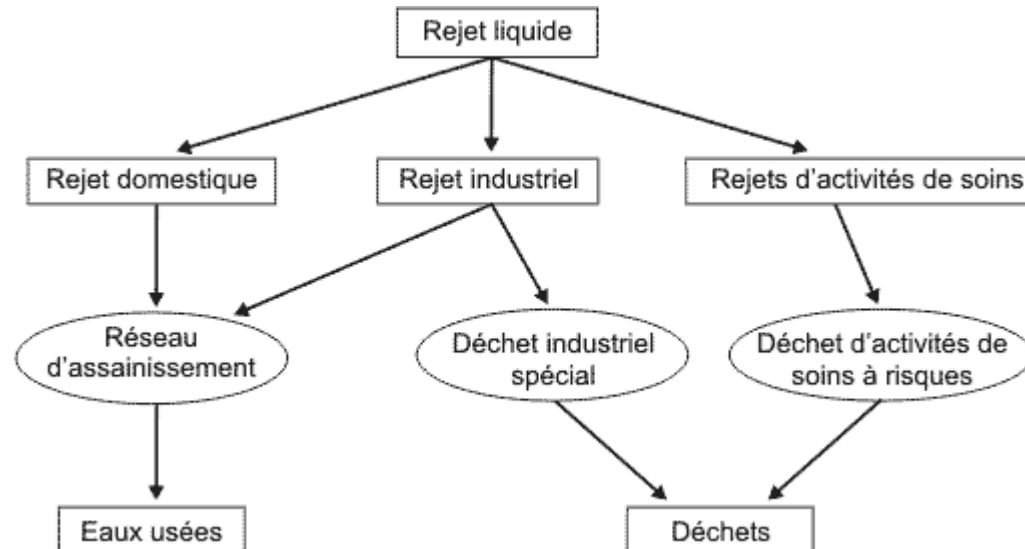 Rejet liquide
Rejet domestique
Rejet industriel
Rejets d'activités de soins
Réseau
d'assainissement
Déchet industriel
spécial
Déchet d'activités de
soins à risques
Eaux usées
Déchets